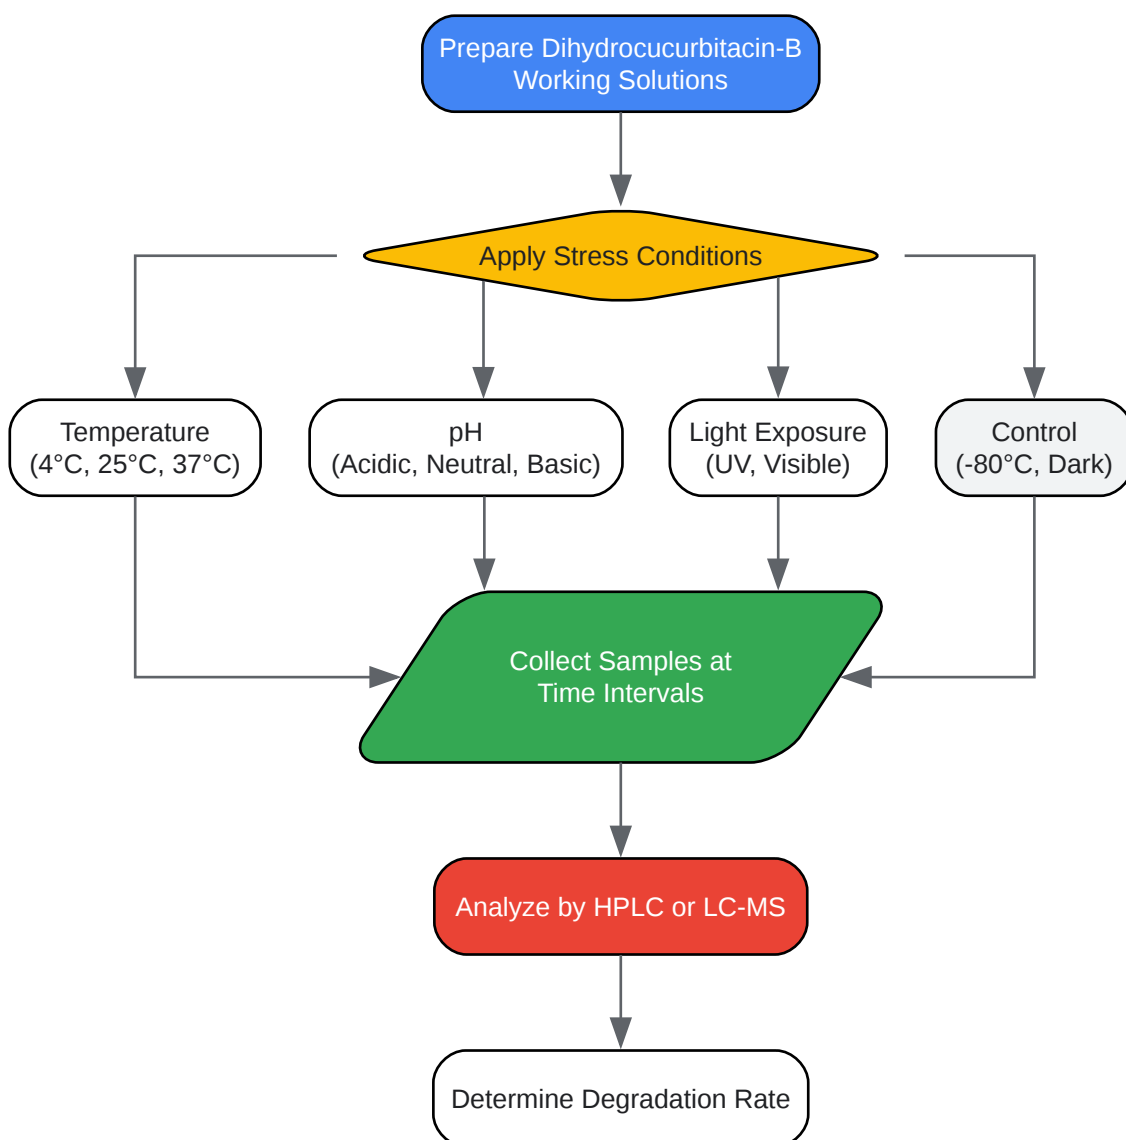 Prepare Dihydrocucurbitacin-B
Working Solutions
Apply Stress Conditions
Temperature
(4°C, 25°C, 37°C)
pH
(Acidic, Neutral, Basic)
Light Exposure
(UV, Visible)
Control
(-80°C, Dark)
Collect Samples at
Time Intervals
Analyze by HPLC or LC-MS
Determine Degradation Rate